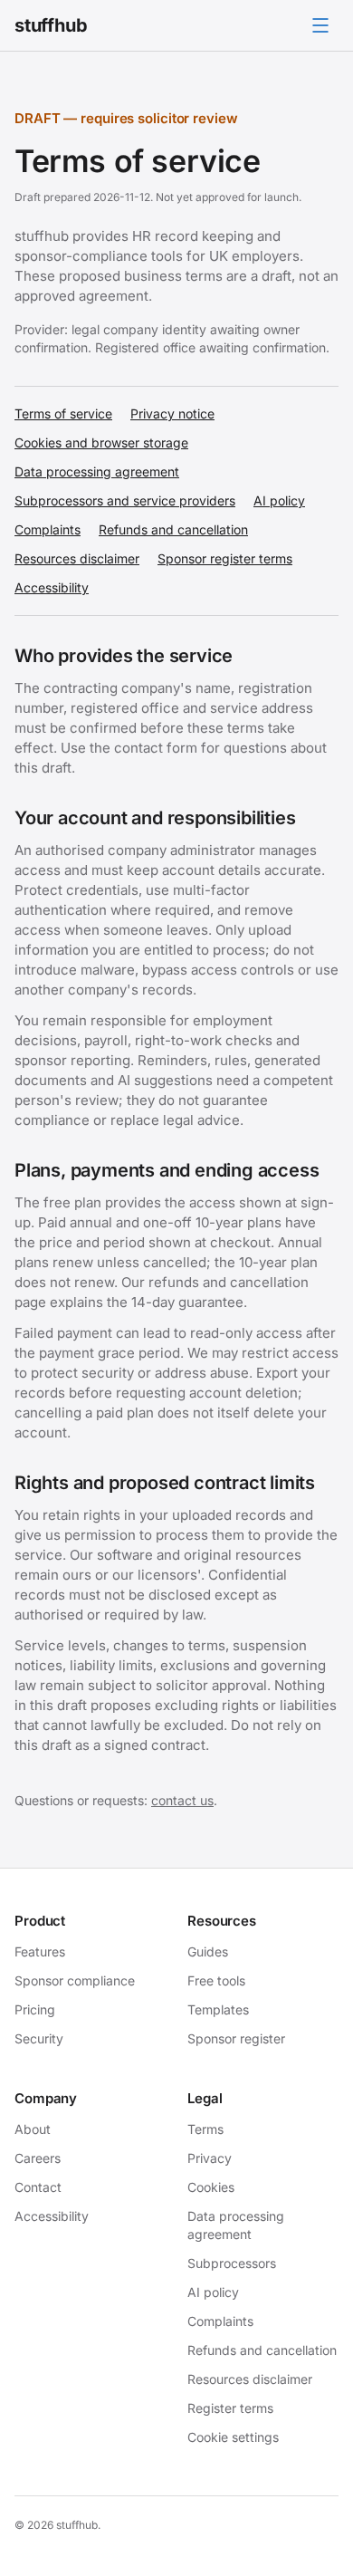 stuffhub
DRAFT — requires solicitor review
Terms of service
Draft prepared 2026-11-12. Not yet approved for launch.
stuffhub provides HR record keeping and
sponsor-compliance tools for UK employers.
These proposed business terms are a draft, not an
approved agreement.
Provider: legal company identity awaiting owner
confirmation. Registered office awaiting confirmation.
Terms of service Privacy notice
Cookies and browser storage
Data processing agreement
Subprocessors and service providers AI policy
Complaints Refunds and cancellation
Resources disclaimer Sponsor register terms
Accessibility
Who provides the service
The contracting company's name, registration
number, registered office and service address
must be confirmed before these terms take
effect. Use the contact form for questions about
this draft.
Your account and responsibilities
An authorised company administrator manages
access and must keep account details accurate.
Protect credentials, use multi-factor
authentication where required, and remove
access when someone leaves. Only upload
information you are entitled to process; do not
introduce malware, bypass access controls or use
another company's records.
You remain responsible for employment
decisions, payroll, right-to-work checks and
sponsor reporting. Reminders, rules, generated
documents and AI suggestions need a competent
person's review; they do not guarantee
compliance or replace legal advice.
Plans, payments and ending access
The free plan provides the access shown at sign-
up. Paid annual and one-off 10-year plans have
the price and period shown at checkout. Annual
plans renew unless cancelled; the 10-year plan
does not renew. Our refunds and cancellation
page explains the 14-day guarantee.
Failed payment can lead to read-only access after
the payment grace period. We may restrict access
to protect security or address abuse. Export your
records before requesting account deletion;
cancelling a paid plan does not itself delete your
account.
Rights and proposed contract limits
You retain rights in your uploaded records and
give us permission to process them to provide the
service. Our software and original resources
remain ours or our licensors'. Confidential
records must not be disclosed except as
authorised or required by law.
Service levels, changes to terms, suspension
notices, liability limits, exclusions and governing
law remain subject to solicitor approval. Nothing
in this draft proposes excluding rights or liabilities
that cannot lawfully be excluded. Do not rely on
this draft as a signed contract.
Questions or requests: contact us.
Product
Features
Sponsor compliance
Pricing
Security
Resources
Guides
Free tools
Templates
Sponsor register
Company
About
Careers
Contact
Accessibility
Legal
Terms
Privacy
Cookies
Data processing
agreement
Subprocessors
AI policy
Complaints
Refunds and cancellation
Resources disclaimer
Register terms
Cookie settings
© 2026 stuffhub.